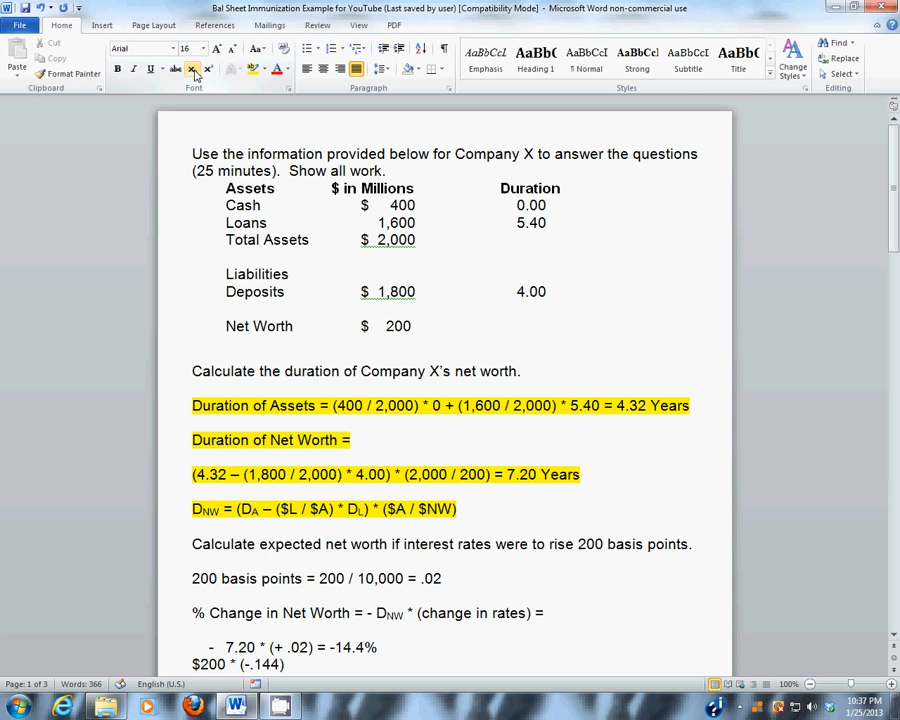 Bal Sheet Immunization Example for YouTube (Last saved by user) [Compatibility Mode] - Microsoft Word non-commercial use
File Home Insert Page Layout References Mailings Review View PDF
Cut
Copy
Paste Format Painter
Clipboard
Arial 16
Font
Paragraph
AaBbCcI AaBbC AaBbCcI AaBbCc AaBbCc AaBb(
Emphasis Heading 1 ¶ Normal Strong Subtitle Title
Change Styles
Styles
Find
Replace
Select
Editing
Use the information provided below for Company X to answer the questions
(25 minutes). Show all work.
Assets $ in Millions Duration
Cash $ 400 0.00
Loans 1,600 5.40
Total Assets $ 2,000
Liabilities
Deposits $ 1,800 4.00
Net Worth $ 200
Calculate the duration of Company X's net worth.
Duration of Assets = (400 / 2,000) * 0 + (1,600 / 2,000) * 5.40 = 4.32 Years
Duration of Net Worth =
(4.32 – (1,800 / 2,000) * 4.00) * (2,000 / 200) = 7.20 Years
DNW = (DA – ($L / $A) * DL) * ($A / $NW)
Calculate expected net worth if interest rates were to rise 200 basis points.
200 basis points = 200 / 10,000 = .02
% Change in Net Worth = - DNW * (change in rates) =
- 7.20 * (+ .02) = -14.4%
$200 * (-.144)
Page: 1 of 3 Words: 366 English (U.S.) 100%
10:37 PM
1/25/2013